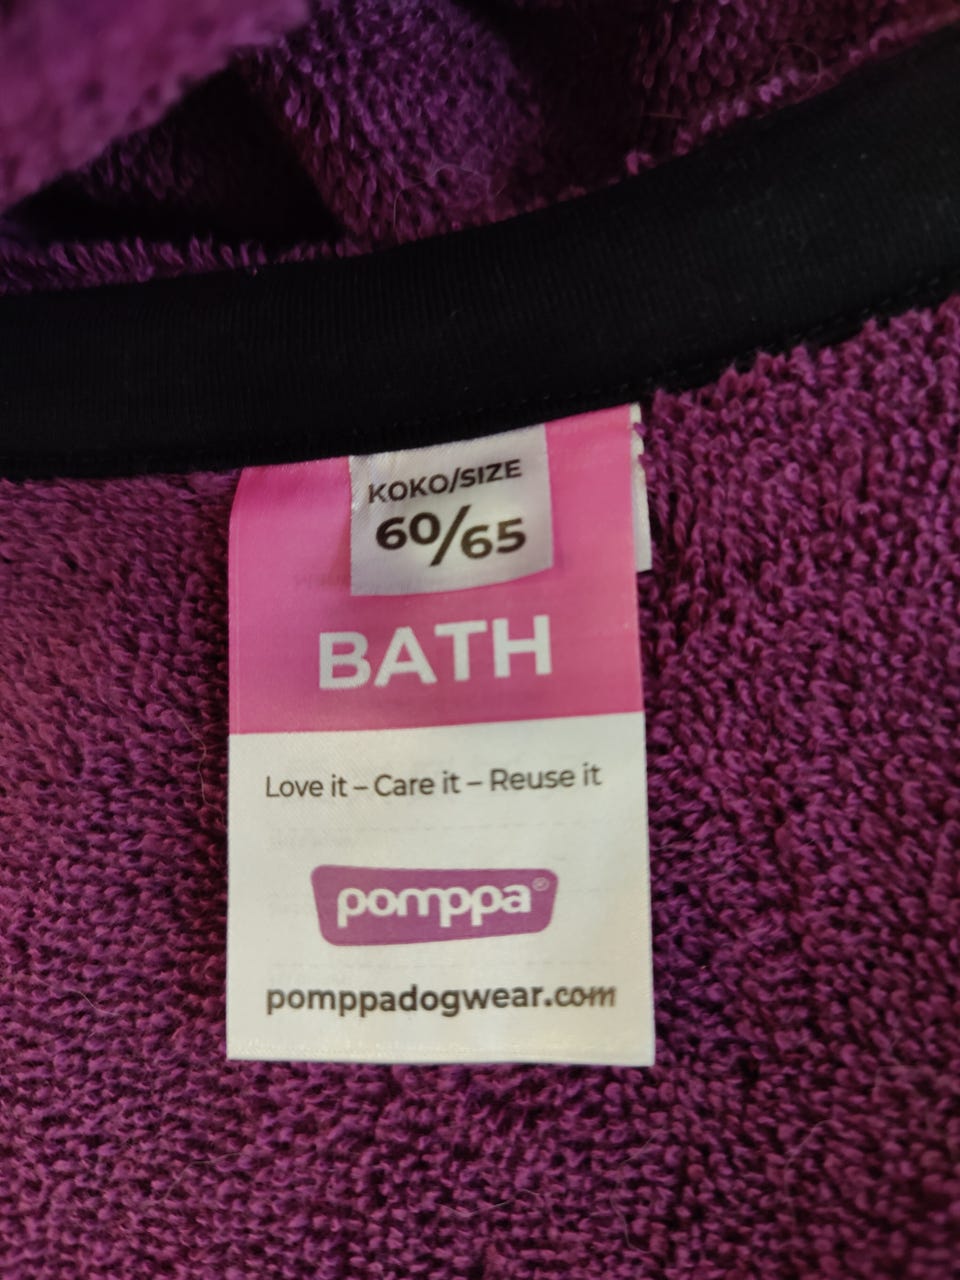 KOKO/SIZE
60/65
BATH
Love it – Care it – Reuse it
pomppa®
pomppadogwear.com